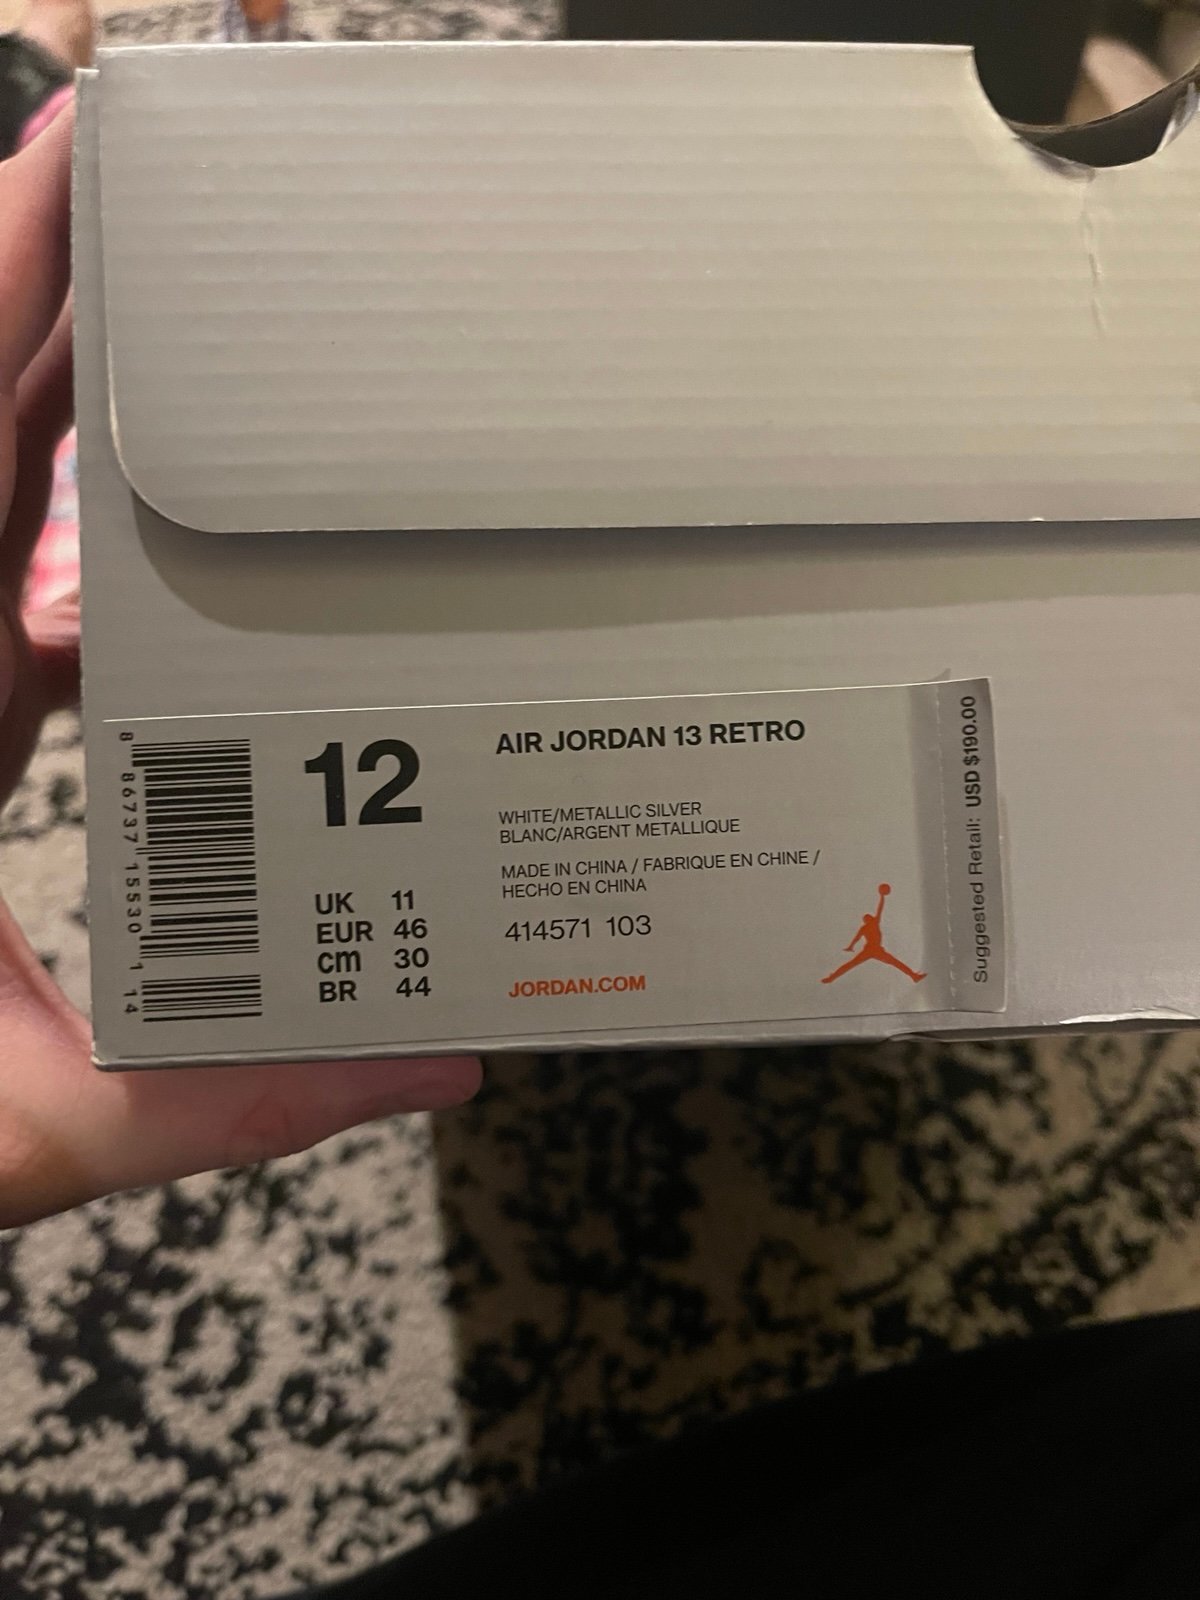 8 86737 15530 1 14
12
UK 11
EUR 46
cm 30
BR 44
AIR JORDAN 13 RETRO
WHITE/METALLIC SILVER
BLANC/ARGENT METALLIQUE
MADE IN CHINA / FABRIQUE EN CHINE /
HECHO EN CHINA
414571 103
JORDAN.COM
Suggested Retail: USD $190.00